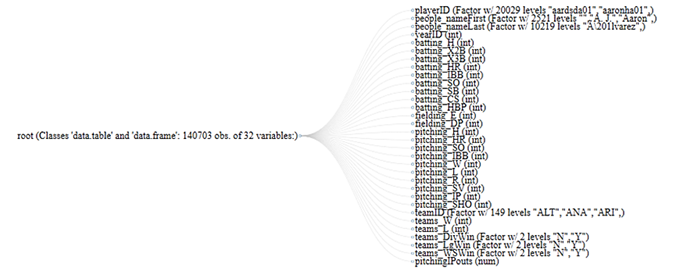 playerID (Factor w/ 20029 levels "aardsda01","aaronha01",)
people_nameFirst (Factor w/ 2521 levels "","A. J.","Aaron",)
people_nameLast (Factor w/ 10219 levels "A\201lvarez",)
yearID (int)
batting_H (int)
batting_X2B (int)
batting_X3B (int)
batting_HR (int)
batting_IBB (int)
batting_SO (int)
batting_SB (int)
batting_CS (int)
batting_HBP (int)
fielding_E (int)
fielding_DP (int)
pitching_H (int)
root (Classes 'data.table' and 'data.frame': 140703 obs. of 32 variables:)
pitching_HR (int)
pitching_SO (int)
pitching_IBB (int)
pitching_W (int)
pitching_L (int)
pitching_R (int)
pitching_SV (int)
pitching_IP (int)
pitching_SHO (int)
teamID (Factor w/ 149 levels "ALT","ANA","ARI",)
teams_W (int)
teams_L (int)
teams_DivWin (Factor w/ 2 levels "N","Y")
teams_LgWin (Factor w/ 2 levels "N","Y")
teams_WSWin (Factor w/ 2 levels "N","Y")
pitchingIPouts (num)